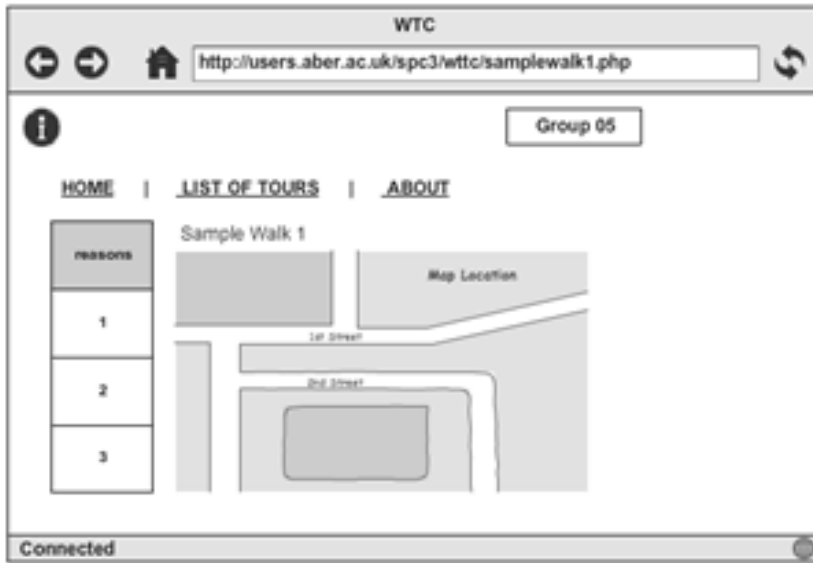 WTC
http://users.aber.ac.uk/spc3/wttc/samplewalk1.php
Group 05
HOME | LIST OF TOURS | ABOUT
reasons
1
2
3
Sample Walk 1
Map Location
1st Street
2nd Street
Connected